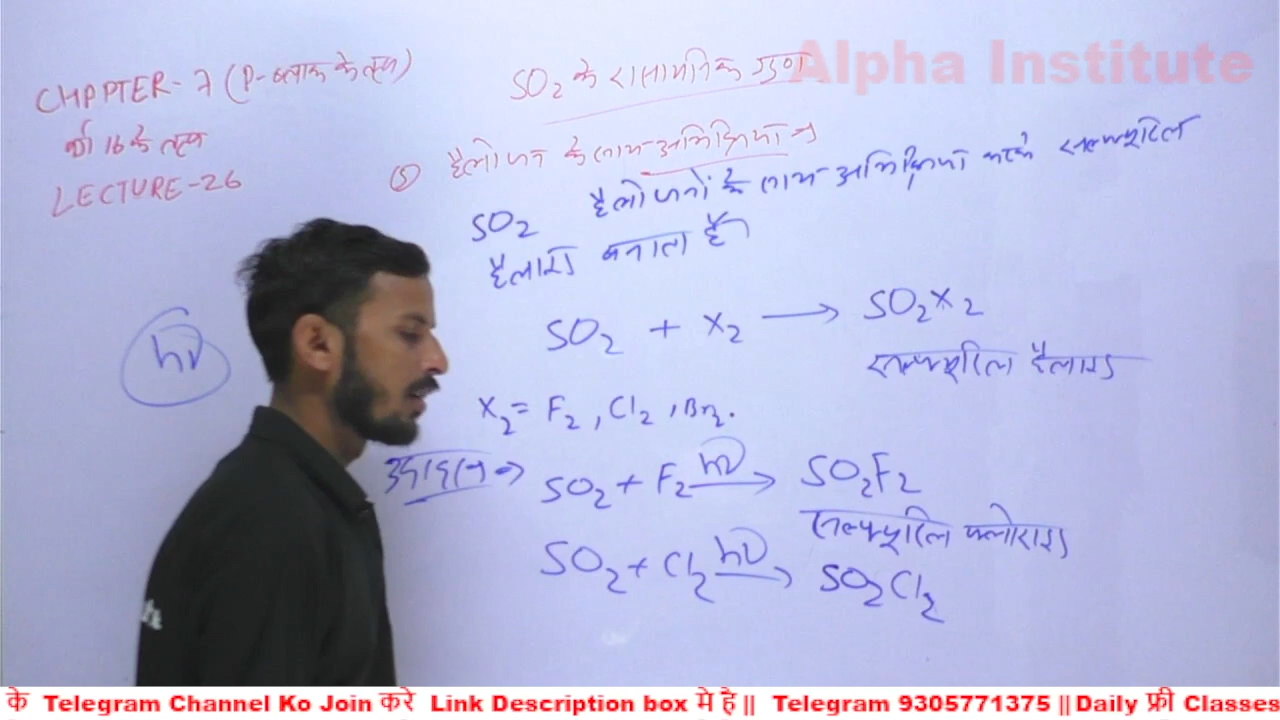 Alpha Institute
CHAPTER-7 (P-ब्लाक के तत्व)
वर्ग 16 के तत्व
LECTURE-26
SO2 के रासायनिक गुण
(5) हैलोजन के साथ अभिक्रिया →
SO2 हैलोजनों के साथ अभिक्रिया करके सल्फ्यूरिल
हैलाइड बनाता है
SO2 + X2 → SO2X2
सल्फ्यूरिल हैलाइड
X2 = F2, Cl2, Br2.
उदाहरण → SO2 + F2 hν → SO2F2
सल्फ्यूरिल फ्लोराइड
SO2 + Cl2 hν → SO2Cl2
hν
के Telegram Channel Ko Join करे Link Description box मे है || Telegram 9305771375 || Daily फ्री Classes